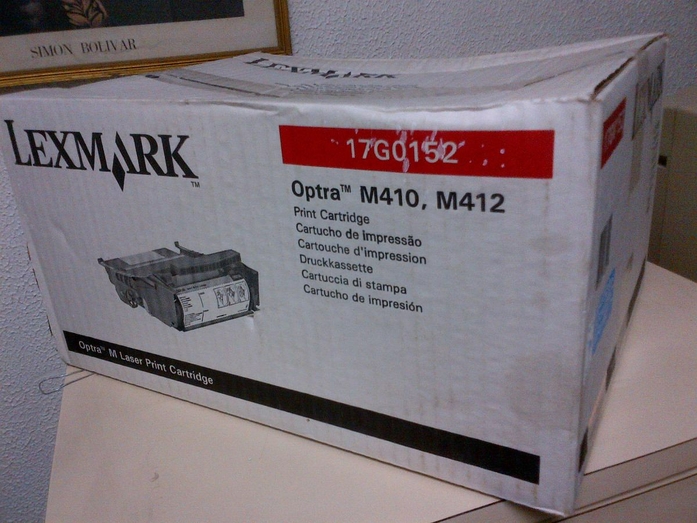 SIMON BOLIVAR
LEXMARK
LEXMARK™
17G0152
Optra™ M410, M412
Print Cartridge
Cartucho de impressão
Cartouche d'impression
Druckkassette
Cartuccia di stampa
Cartucho de impresión
Optra™ M Laser Print Cartridge